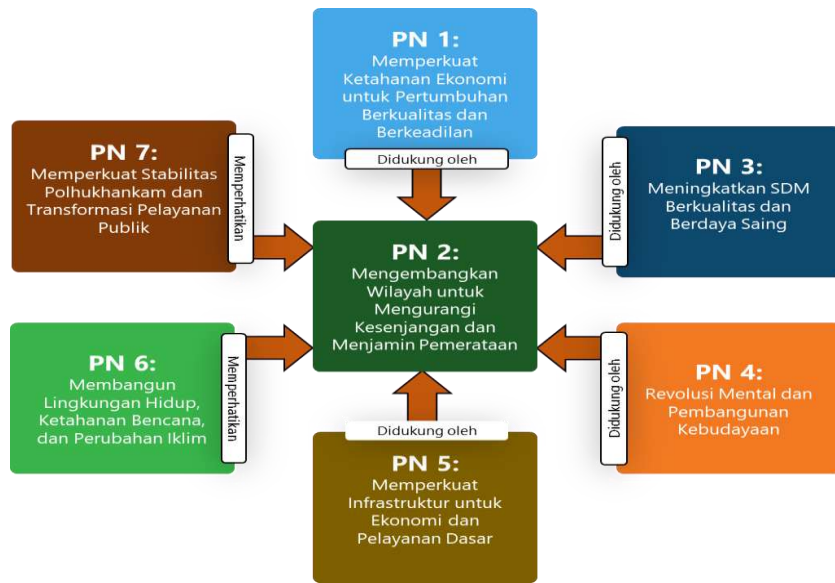 PN 1:
Memperkuat
Ketahanan Ekonomi
untuk Pertumbuhan
Berkualitas dan
Berkeadilan
Didukung oleh
PN 7:
Memperkuat Stabilitas
Polhukhankam dan
Transformasi Pelayanan
Publik
Memperhatikan
PN 3:
Meningkatkan SDM
Berkualitas dan
Berdaya Saing
Didukung oleh
PN 2:
Mengembangkan
Wilayah untuk
Mengurangi
Kesenjangan dan
Menjamin Pemerataan
PN 6:
Membangun
Lingkungan Hidup,
Ketahanan Bencana,
dan Perubahan Iklim
Memperhatikan
PN 4:
Revolusi Mental dan
Pembangunan
Kebudayaan
Didukung oleh
Didukung oleh
PN 5:
Memperkuat
Infrastruktur untuk
Ekonomi dan
Pelayanan Dasar